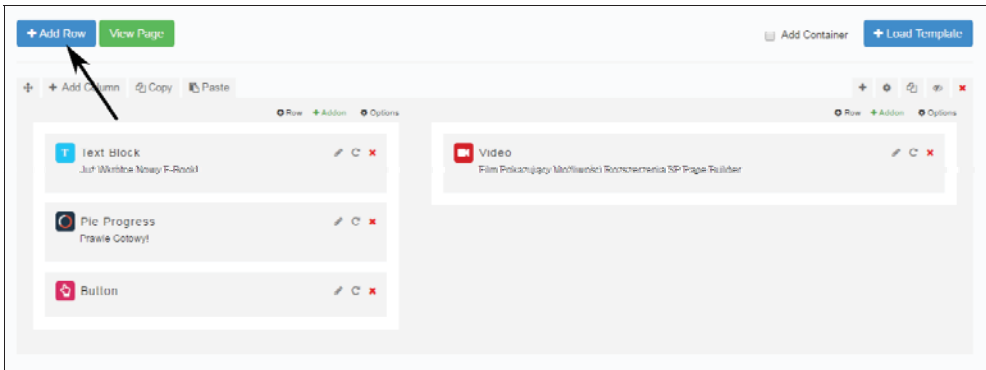 Add Row View Page Add Container Load Template
Add Column Copy Paste
Row Addon Options Row Addon Options
Text Block Video
Już Wkrótce Nowy E-Book! Film Pokazujący Możliwości Rozszerzenia SP Page Builder
Pie Progress
Prawie Gotowy!
Button